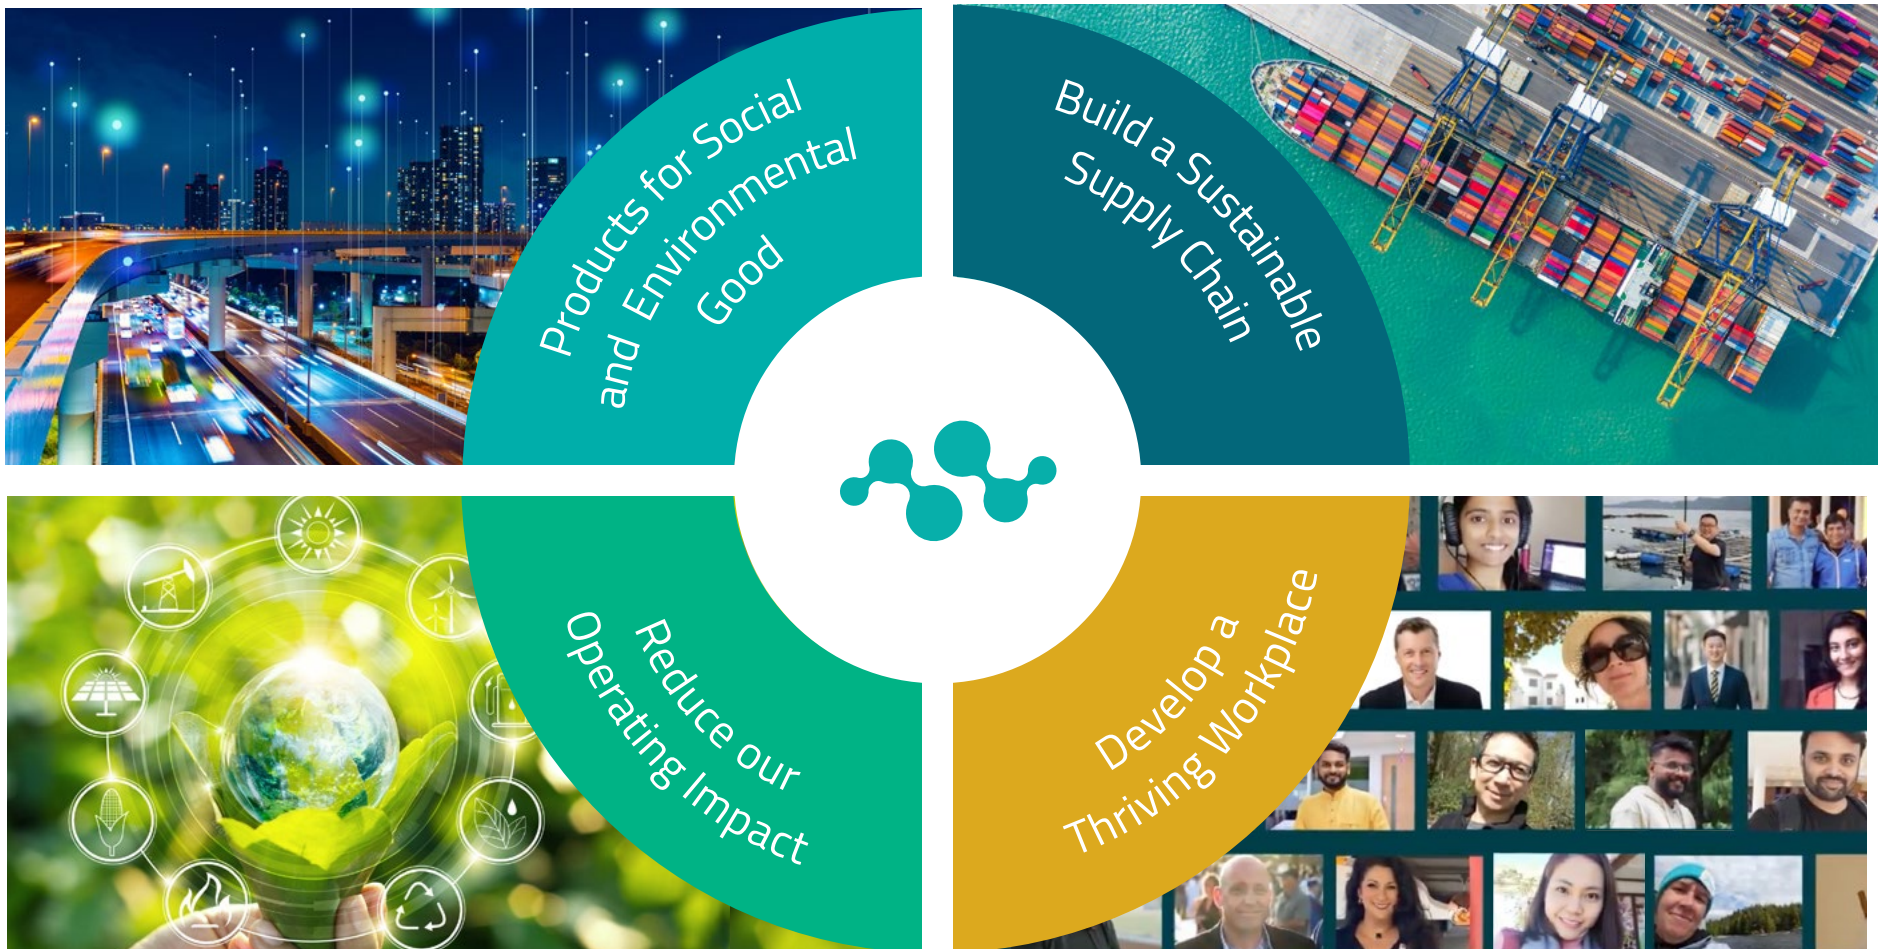 Products for Social
and Environmental
Good
Build a Sustainable
Supply Chain
Reduce our
Operating Impact
Develop a
Thriving Workplace